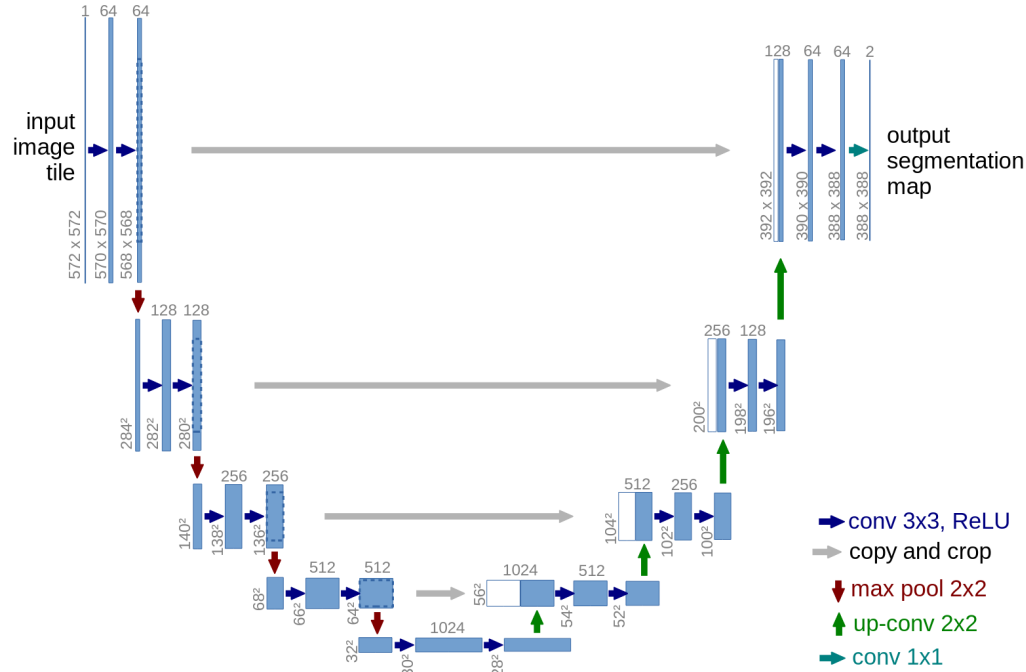 1 64 64
input
image
tile
572 x 572
570 x 570
568 x 568
128 64 64 2
output
segmentation
map
392 x 392
390 x 390
388 x 388
388 x 388
128 128
284²
282²
280²
256 128
200²
198²
196²
256 256
140²
138²
136²
512 256
104²
102²
100²
512 512
68²
66²
64²
1024 512
56²
54²
52²
1024
32²
30²
28²
conv 3x3, ReLU
copy and crop
max pool 2x2
up-conv 2x2
conv 1x1